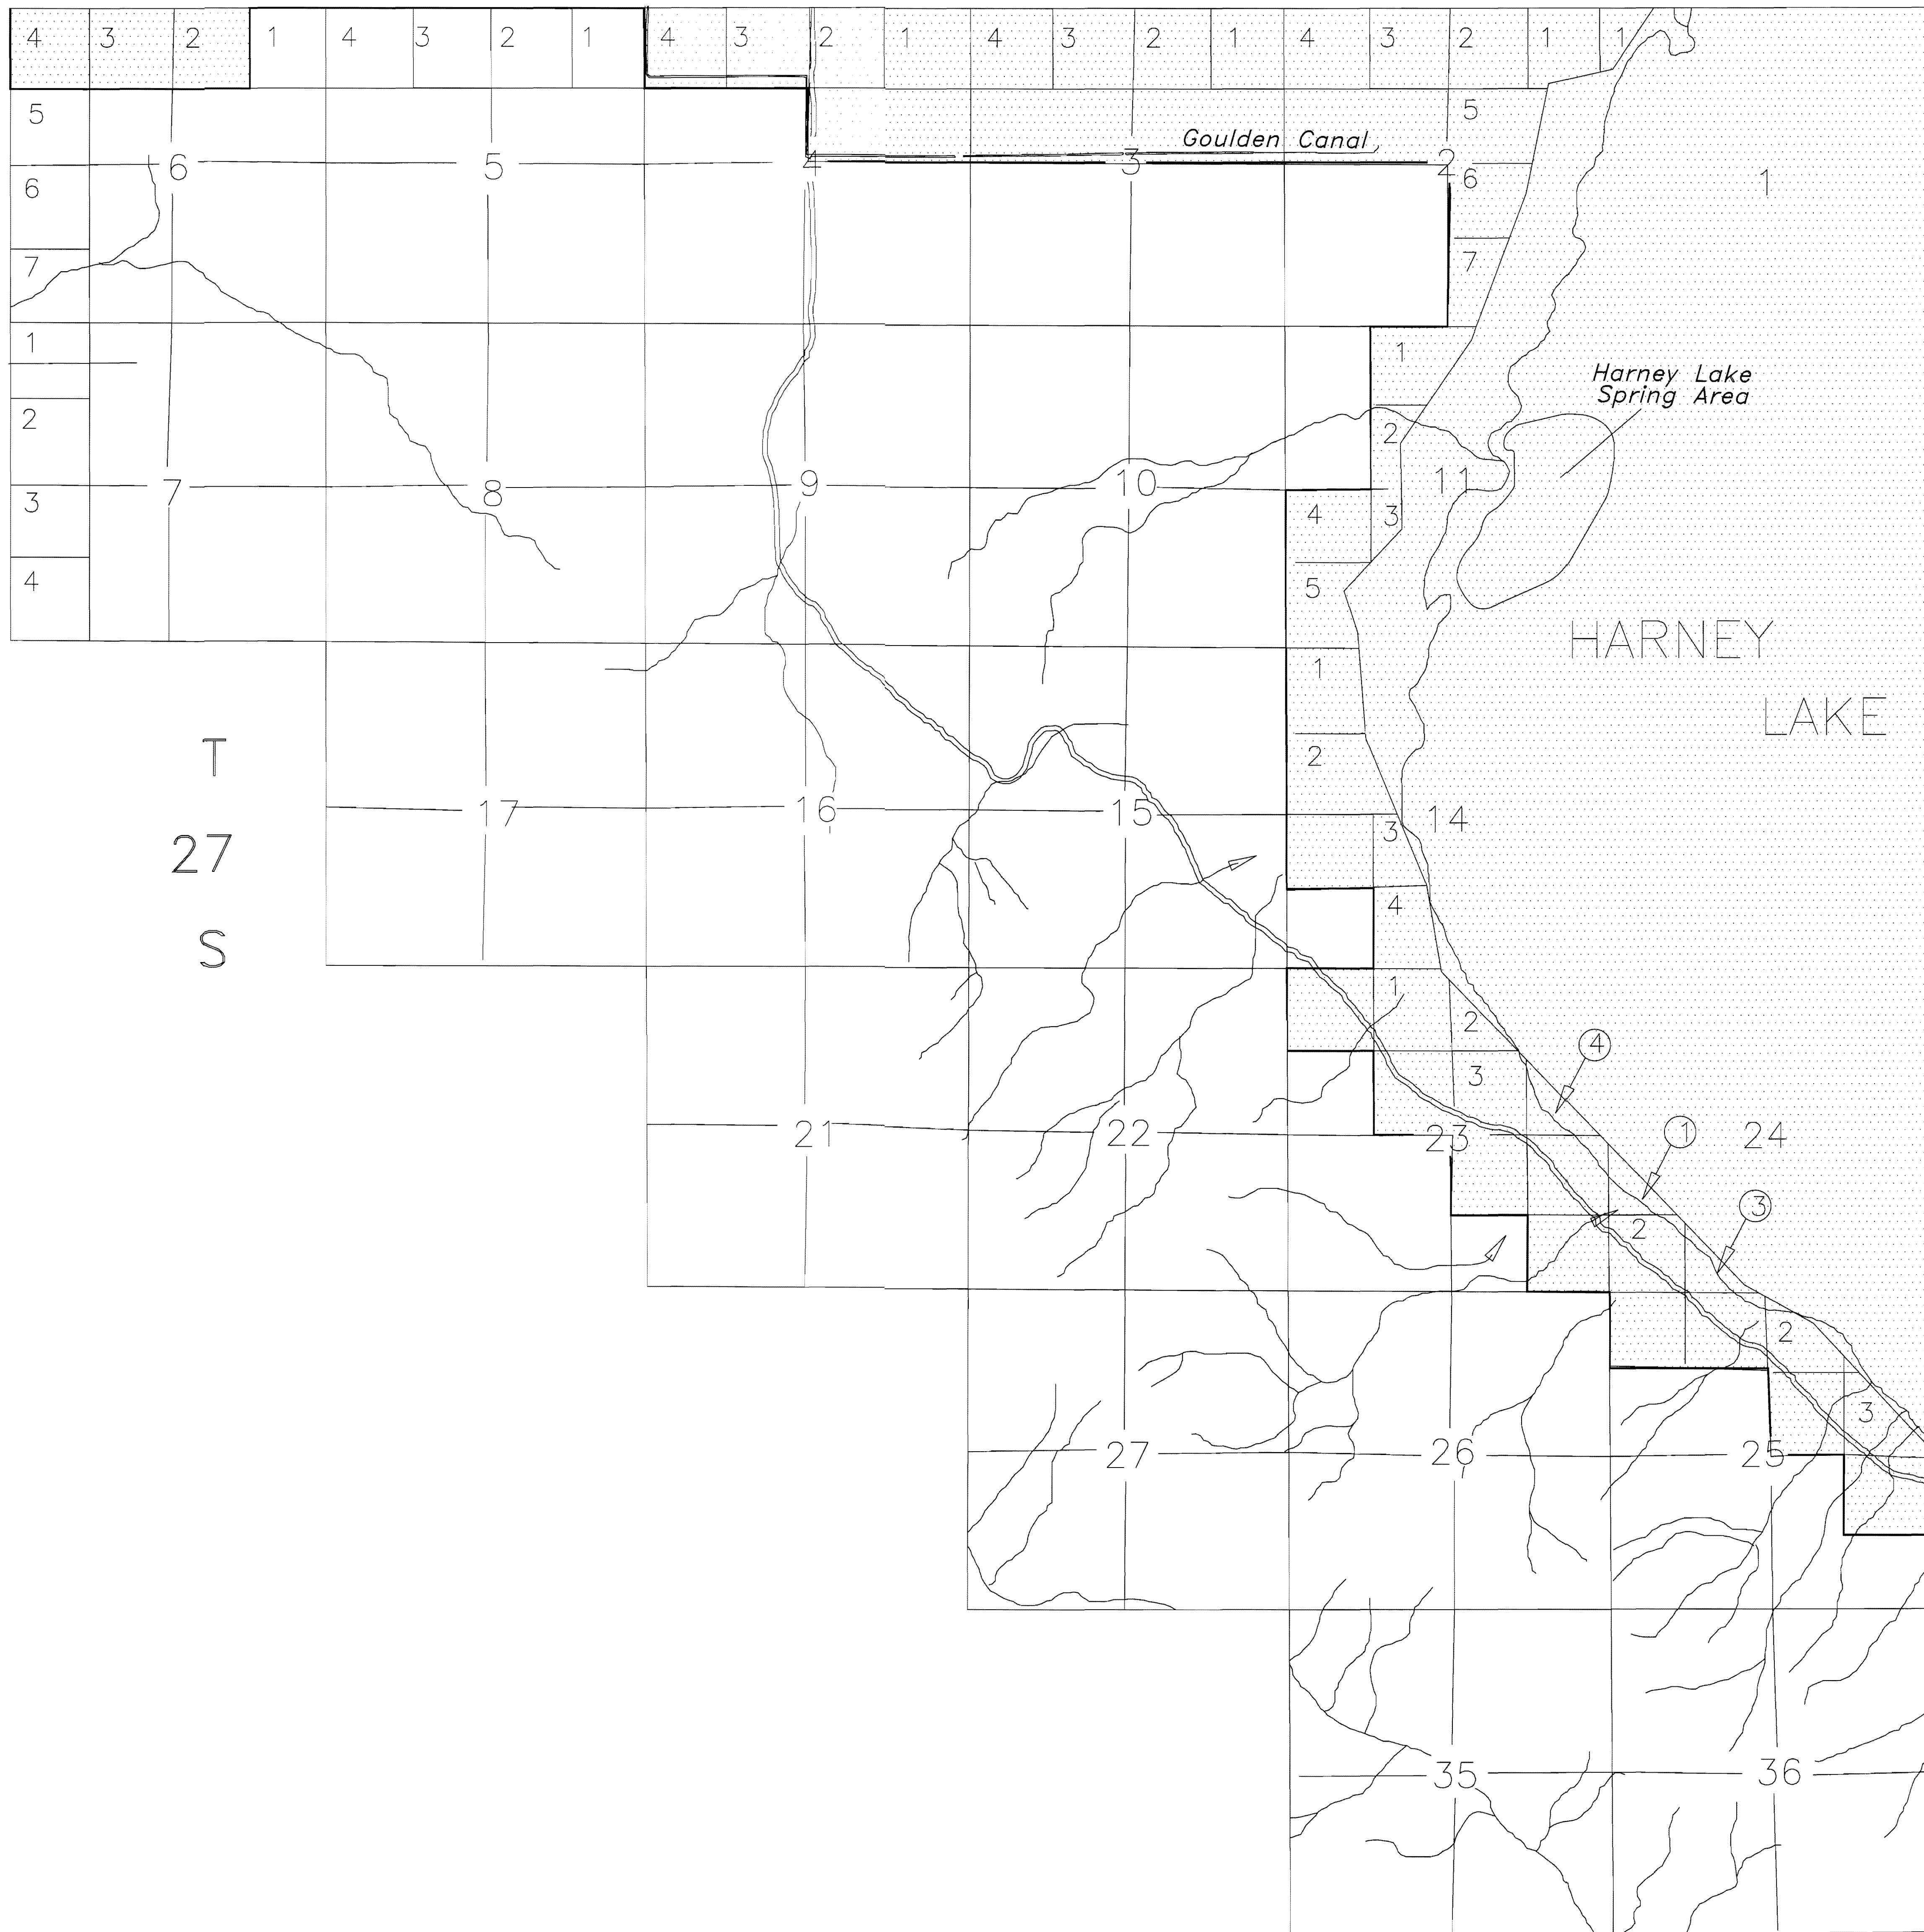 4 3 2 1 4 3 2 1 4 3 2 1 4 3 2 1 4 3 2 1 1
5 5
Goulden Canal
6 5 4 3 2
6 6 1
7 7
1 1
Harney Lake
Spring Area
2 2
7 8 9 10 11
3 4 3
4 5
HARNEY
1
LAKE
T 2
17 16 15 3 14
27
4
S
1
2
4
3
21 22 23 1 24
3
2
2
3
27 26 25
35 36